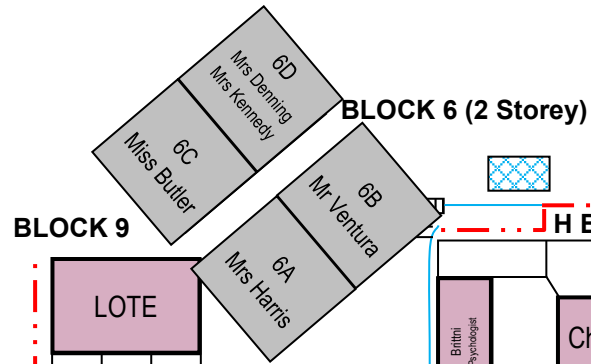 6D
Mrs Denning
Mrs Kennedy
BLOCK 6 (2 Storey)
6C
Miss Butler
6B
Mr Ventura
BLOCK 9
H E
6A
Mrs Harris
LOTE
Brittni
Psychologist
Ch